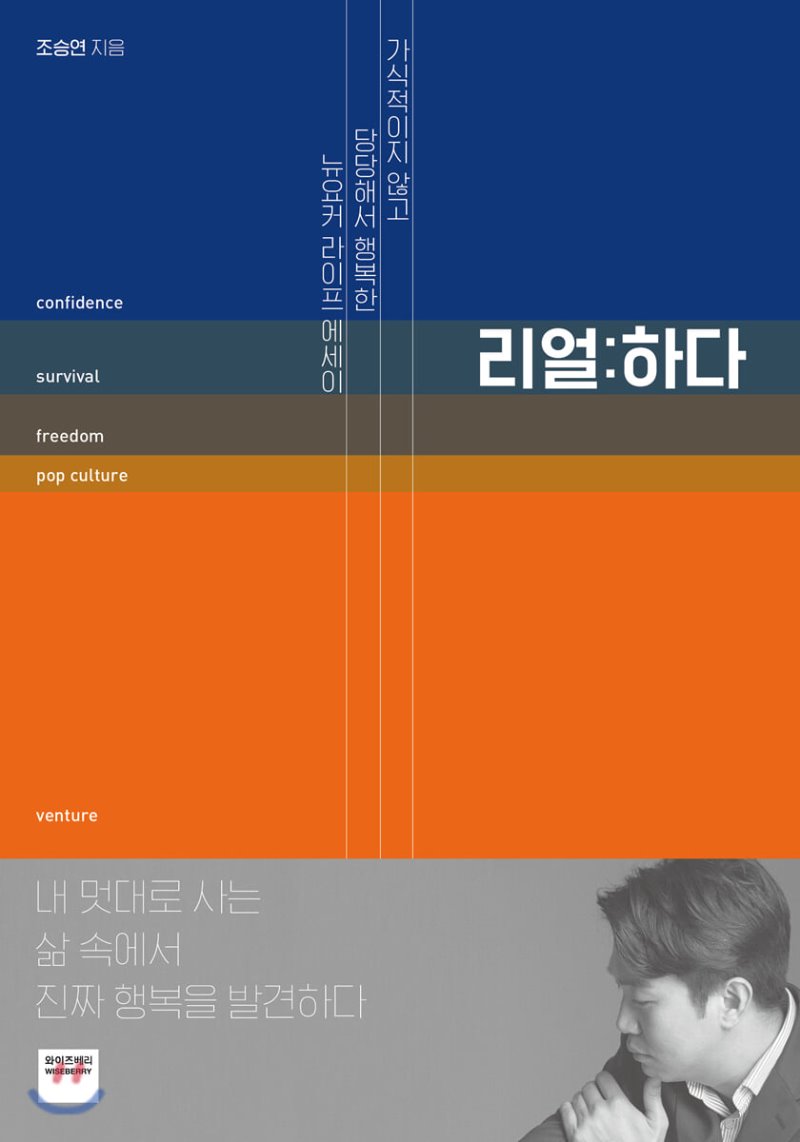 조승연 지음
가식적이지 않고
당당해서 행복한
뉴요커 라이프 에세이
confidence
리얼:하다
survival
freedom
pop culture
venture
내 멋대로 사는
삶 속에서
진짜 행복을 발견하다
와이즈베리
WISEBERRY